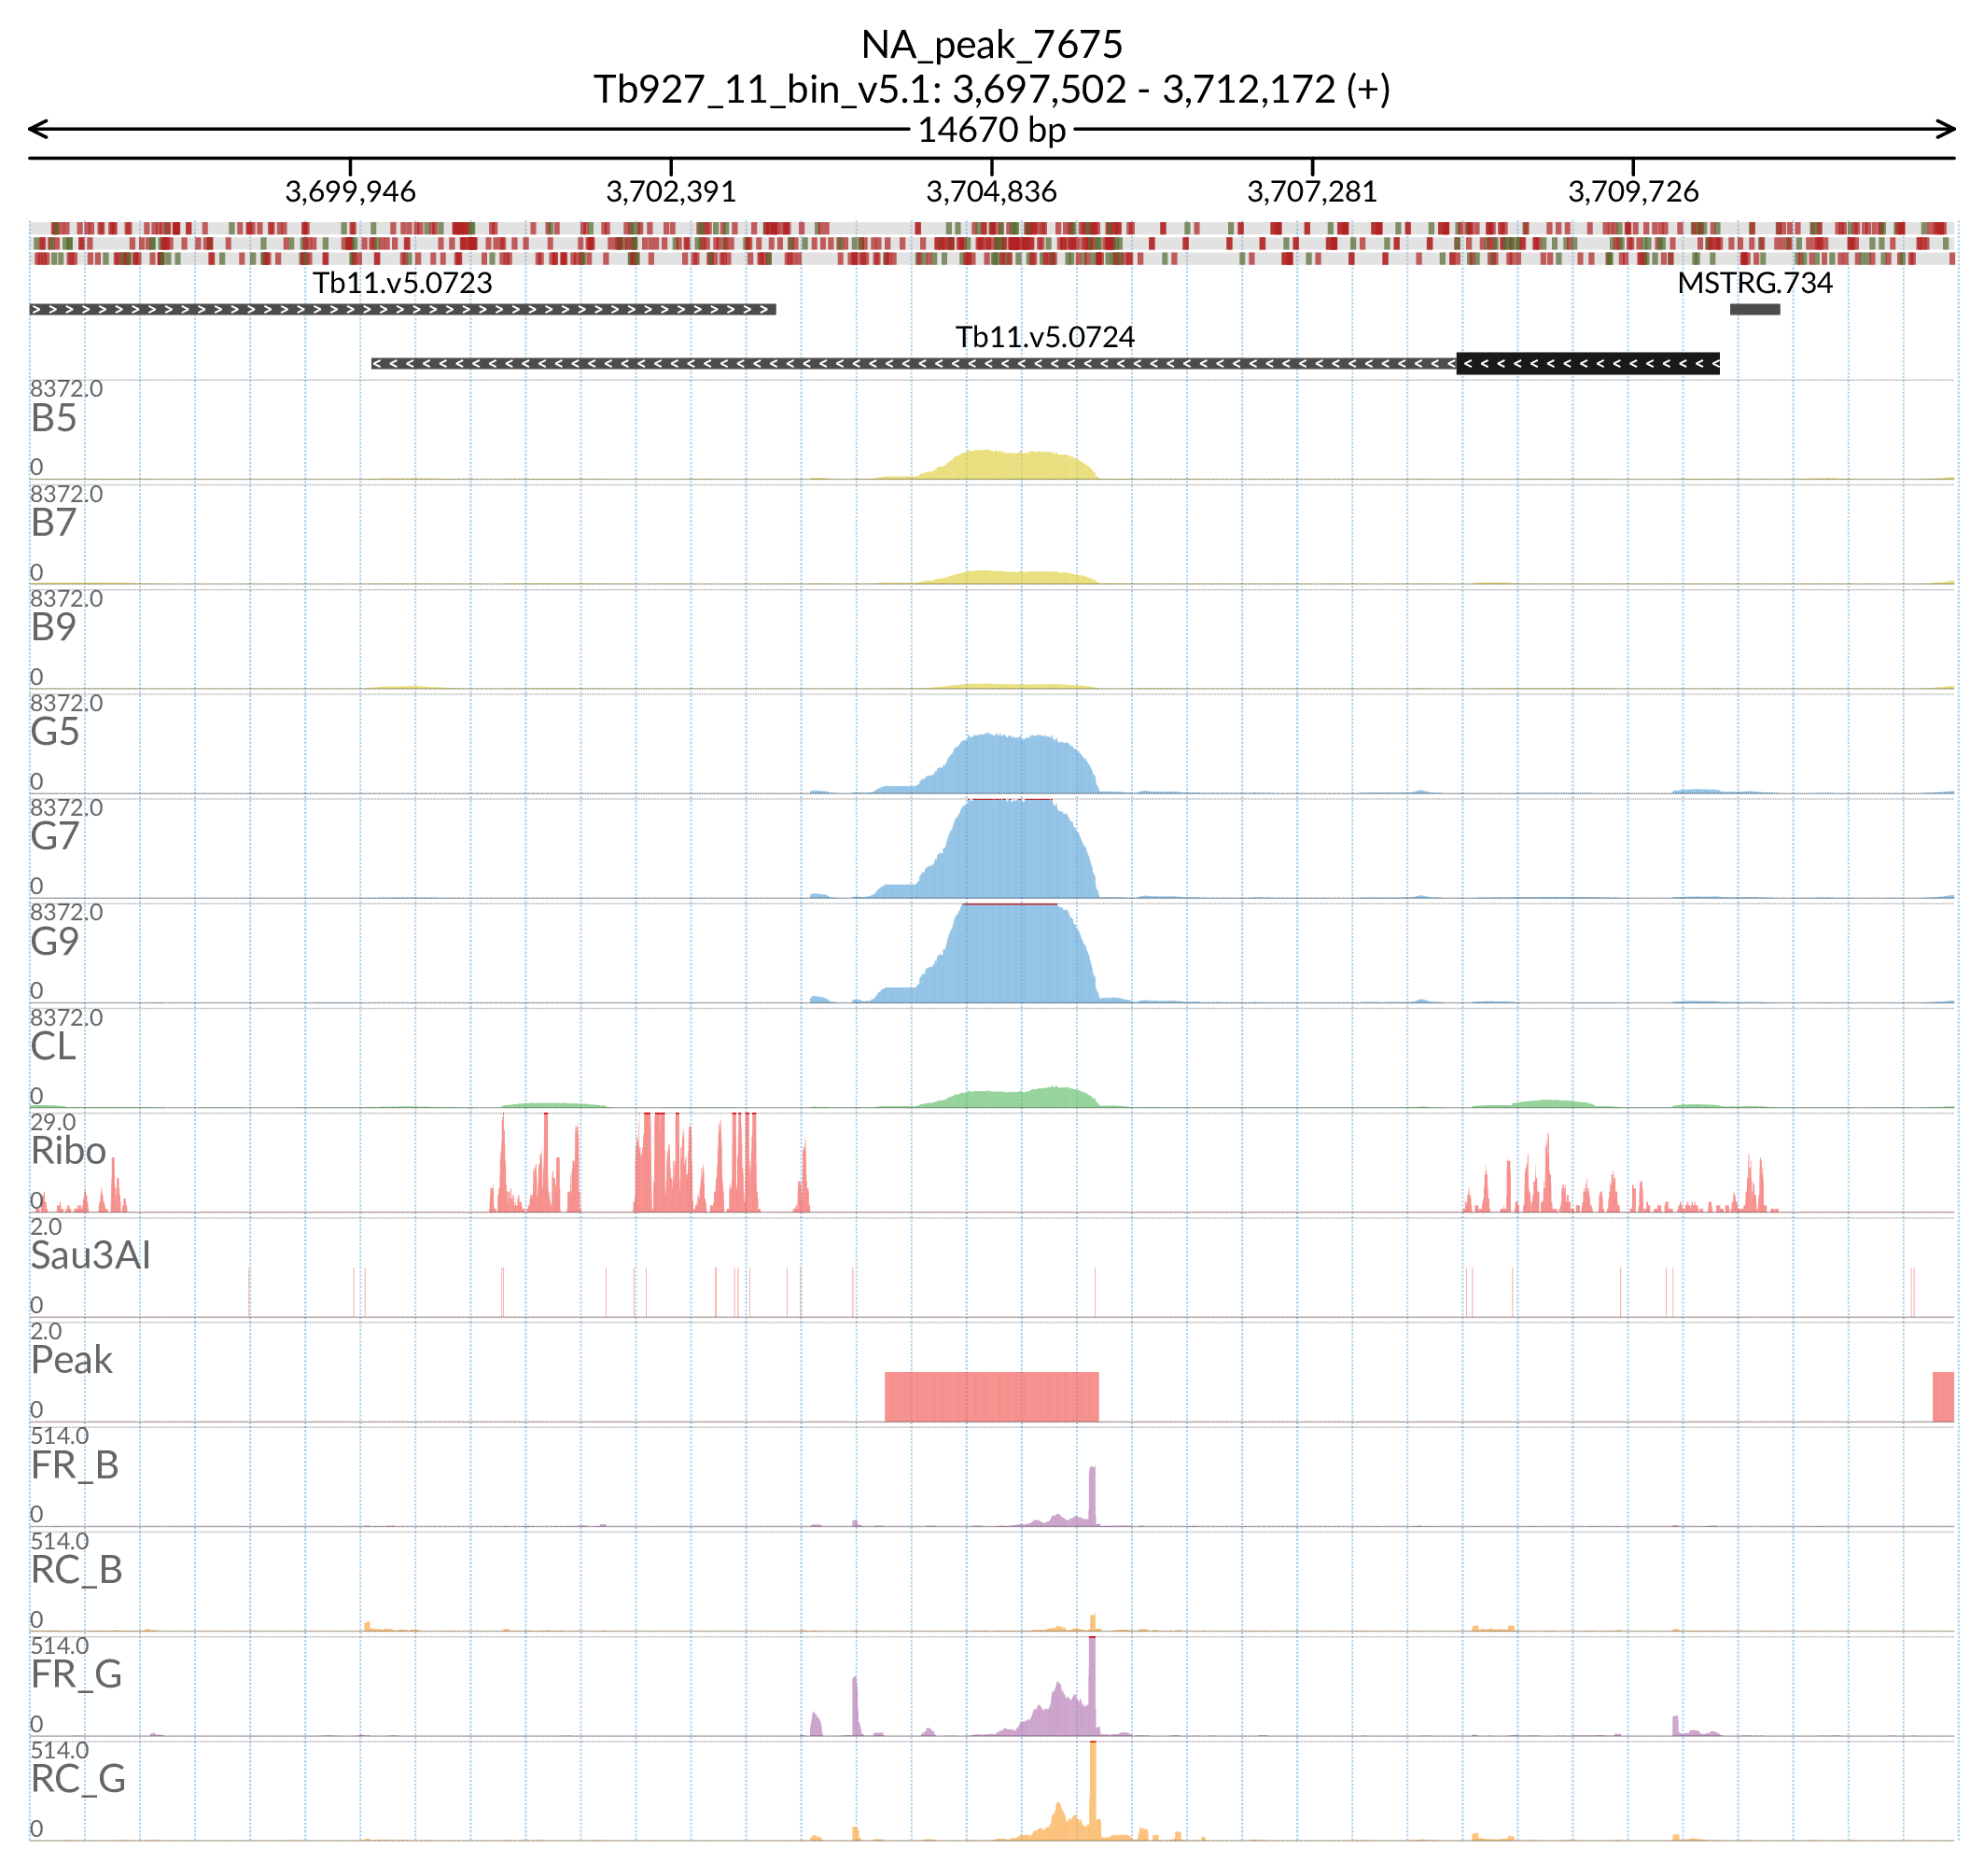 NA_peak_7675
Tb927_11_bin_v5.1: 3,697,502 - 3,712,172 (+)
14670 bp
3,699,946 3,702,391 3,704,836 3,707,281 3,709,726
Tb11.v5.0723 MSTRG.734
Tb11.v5.0724
8372.0
B5
0
8372.0
B7
0
8372.0
B9
0
8372.0
G5
0
8372.0
G7
0
8372.0
G9
0
8372.0
CL
0
29.0
Ribo
0
2.0
Sau3AI
0
2.0
Peak
0
514.0
FR_B
0
514.0
RC_B
0
514.0
FR_G
0
514.0
RC_G
0